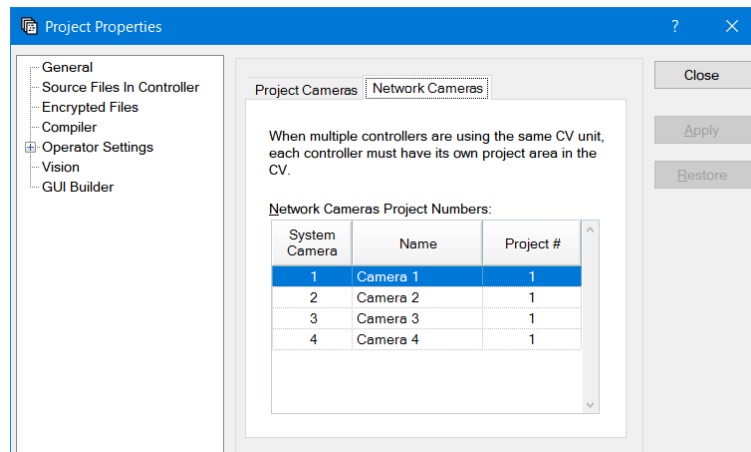 Project Properties
?
General
Source Files In Controller
Encrypted Files
Compiler
Operator Settings
Vision
GUI Builder
Project Cameras
Network Cameras
When multiple controllers are using the same CV unit,
each controller must have its own project area in the
CV.
Network Cameras Project Numbers:
System Camera Name Project #
1 Camera 1 1
2 Camera 2 1
3 Camera 3 1
4 Camera 4 1
Close
Apply
Restore